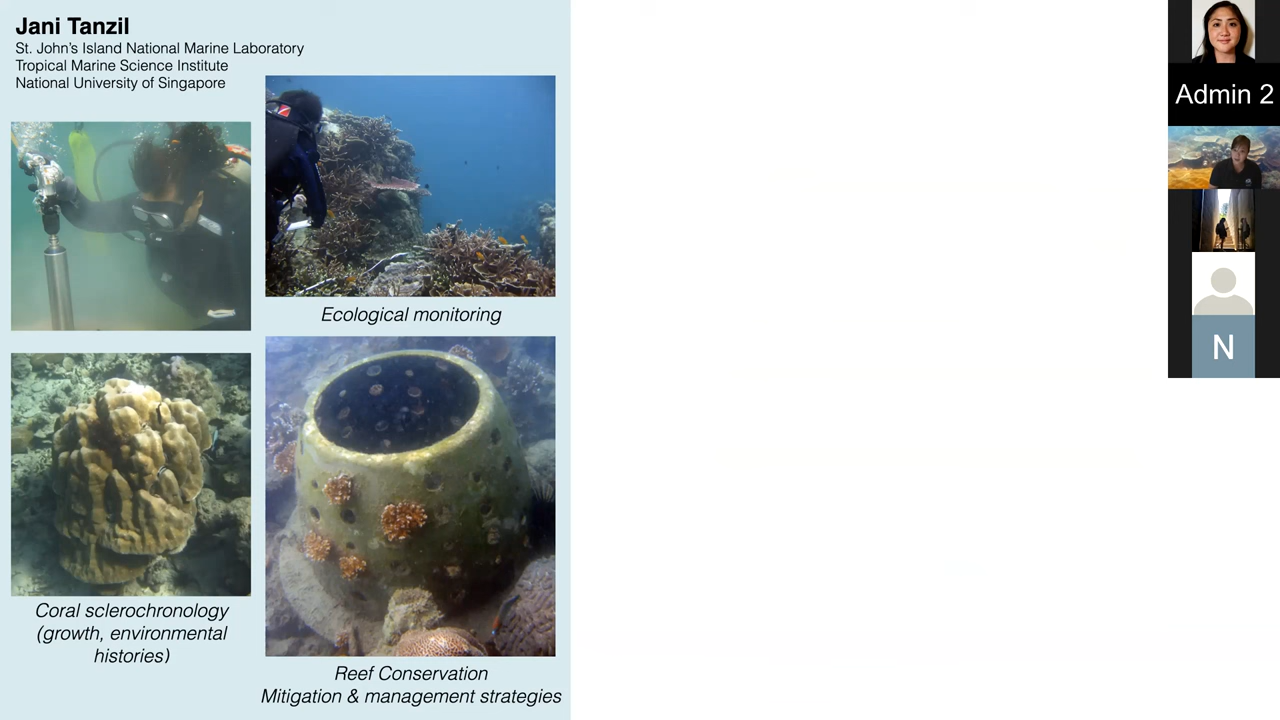 Jani Tanzil
St. John's Island National Marine Laboratory
Tropical Marine Science Institute
National University of Singapore
Ecological monitoring
Coral sclerochronology
(growth, environmental
histories)
Reef Conservation
Mitigation & management strategies
Admin 2
N